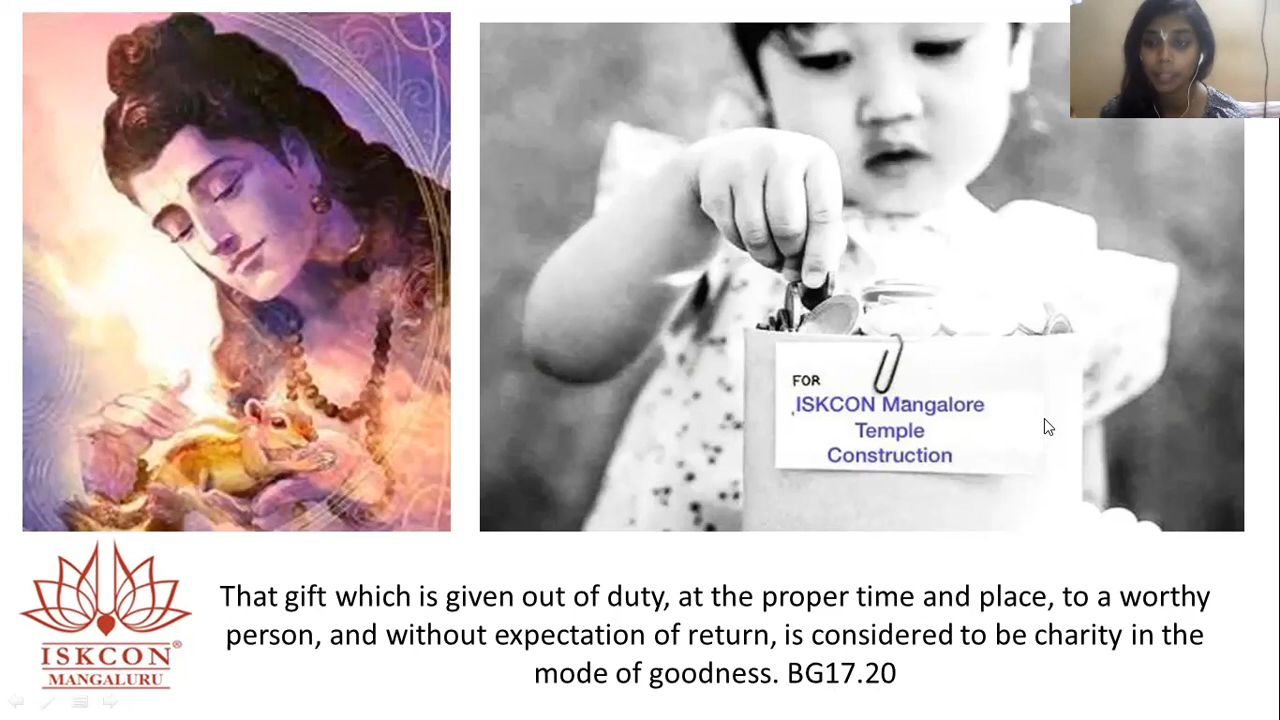 FOR
ISKCON Mangalore
Temple
Construction
ISKCON®
MANGALURU
That gift which is given out of duty, at the proper time and place, to a worthy
person, and without expectation of return, is considered to be charity in the
mode of goodness. BG17.20